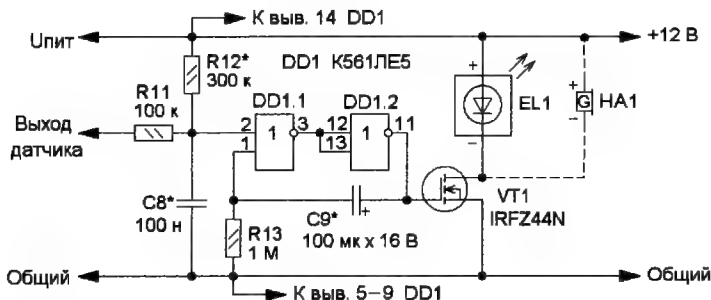 К выв. 14 DD1
Uпит
+12 В
R12*
300 к
DD1 К561ЛЕ5
R11
100 к
DD1.1
DD1.2
EL1
G
HA1
Выход
датчика
2
1
1
3
12
13
1
11
+
−
+
−
C8*
100 н
C9*
+
100 мк x 16 В
VT1
IRFZ44N
R13
1 М
Общий
Общий
К выв. 5−9 DD1